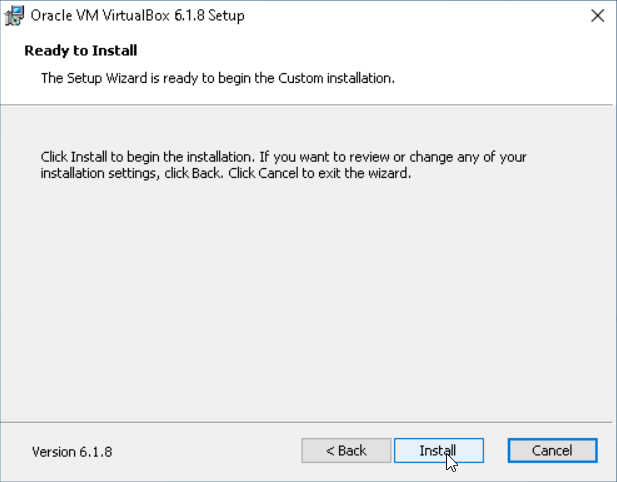 Oracle VM VirtualBox 6.1.8 Setup
Ready to Install
The Setup Wizard is ready to begin the Custom installation.
Click Install to begin the installation. If you want to review or change any of your
installation settings, click Back. Click Cancel to exit the wizard.
Version 6.1.8
< Back
Install
Cancel